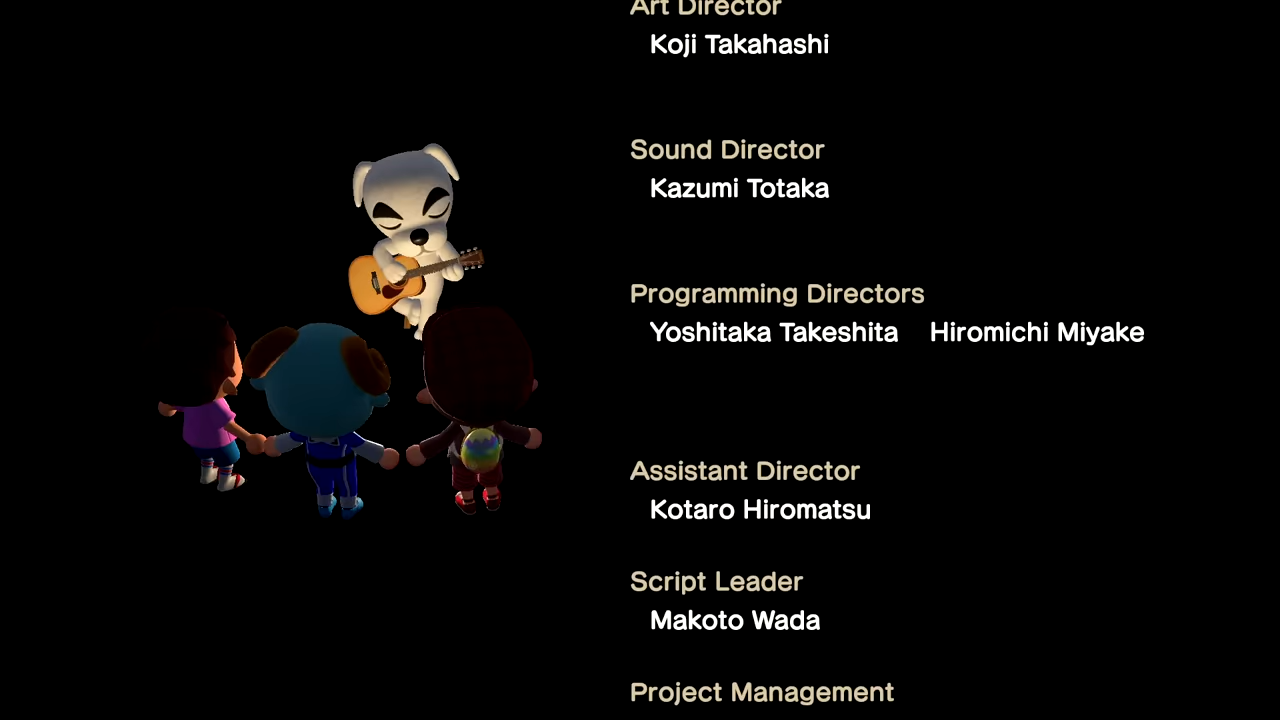 Art Director
Koji Takahashi
Sound Director
Kazumi Totaka
Programming Directors
Yoshitaka Takeshita Hiromichi Miyake
Assistant Director
Kotaro Hiromatsu
Script Leader
Makoto Wada
Project Management